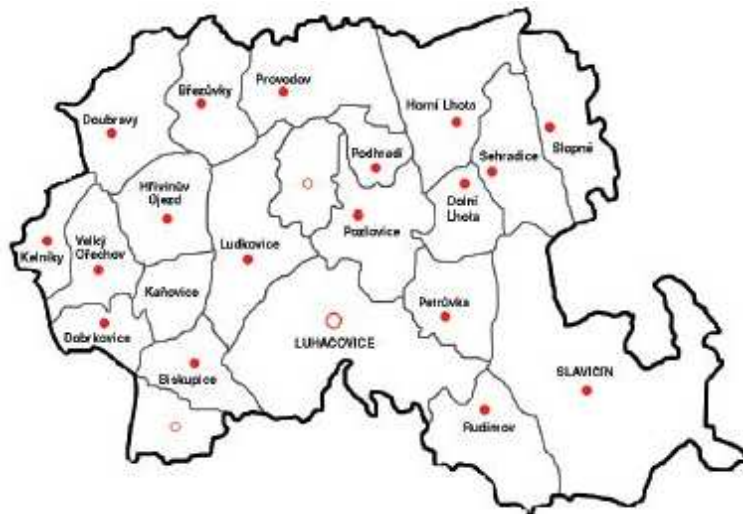 Provodov
Březůvky
Doubravy
Horní Lhota
Podhradí
Sehradice
Slopné
Hřivinův
Újezd
Dolní
Lhota
Pozlovice
Kelníky
Velký
Ořechov
Ludkovice
Kaňovice
Petrůvka
Dobrkovice
LUHAČOVICE
Biskupice
SLAVIČÍN
Rudimov